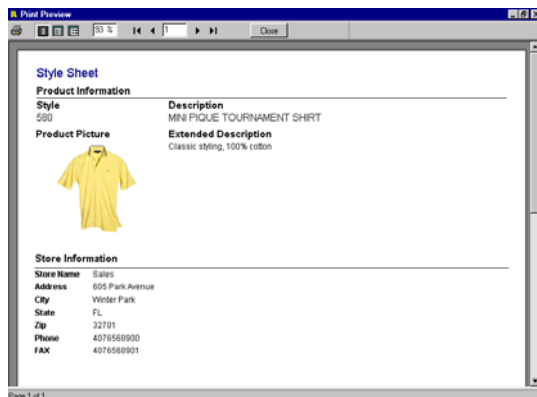 Print Preview
93 % 1 Close
Style Sheet
Product Information
Style Description
580 MINI PIQUE TOURNAMENT SHIRT
Product Picture Extended Description
Classic styling, 100% cotton
Store Information
Store Name Sales
Address 605 Park Avenue
City Winter Park
State FL
Zip 32701
Phone 4076568900
FAX 4076568901
Page 1 of 1